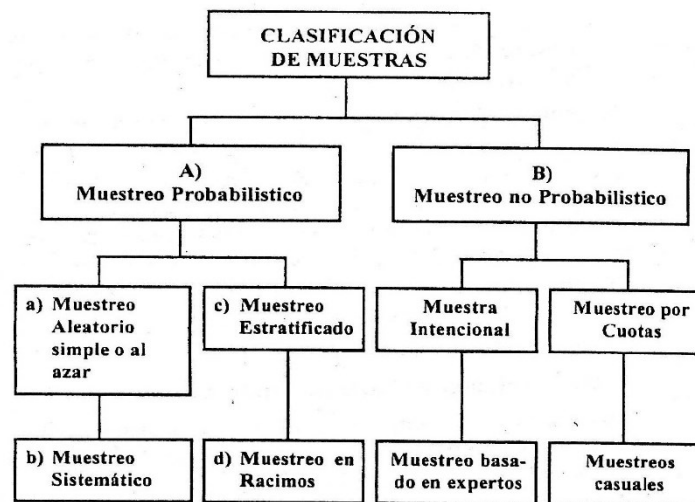 CLASIFICACIÓN
DE MUESTRAS
A)
Muestreo Probabilistico
B)
Muestreo no Probabilistico
a) Muestreo
Aleatorio
simple o al
azar
c) Muestreo
Estratificado
Muestra
Intencional
Muestreo por
Cuotas
b) Muestreo
Sistemático
d) Muestreo en
Racimos
Muestreo basa-
do en expertos
Muestreos
casuales